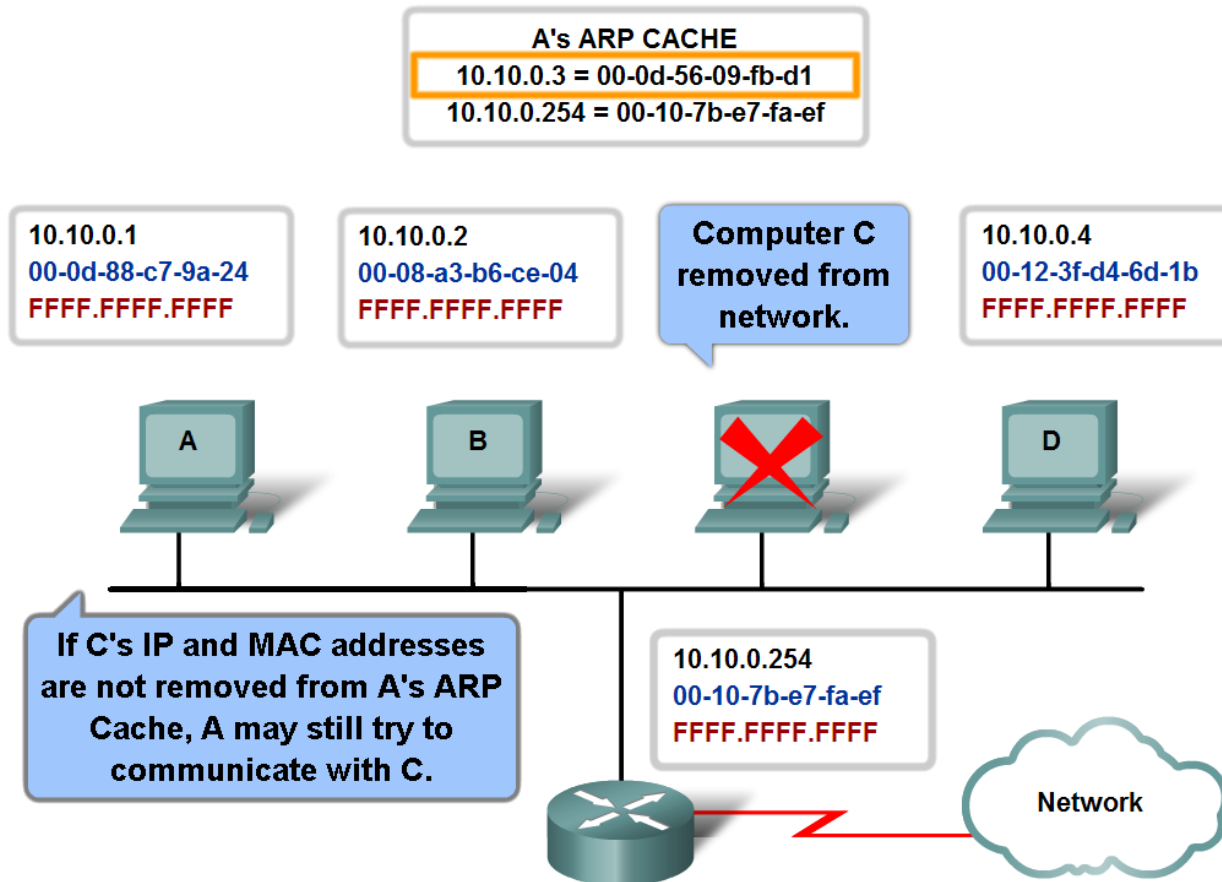 A's ARP CACHE
10.10.0.3 = 00-0d-56-09-fb-d1
10.10.0.254 = 00-10-7b-e7-fa-ef
10.10.0.1
00-0d-88-c7-9a-24
FFFF.FFFF.FFFF
10.10.0.2
00-08-a3-b6-ce-04
FFFF.FFFF.FFFF
Computer C
removed from
network.
10.10.0.4
00-12-3f-d4-6d-1b
FFFF.FFFF.FFFF
A
B
D
If C's IP and MAC addresses
are not removed from A's ARP
Cache, A may still try to
communicate with C.
10.10.0.254
00-10-7b-e7-fa-ef
FFFF.FFFF.FFFF
Network